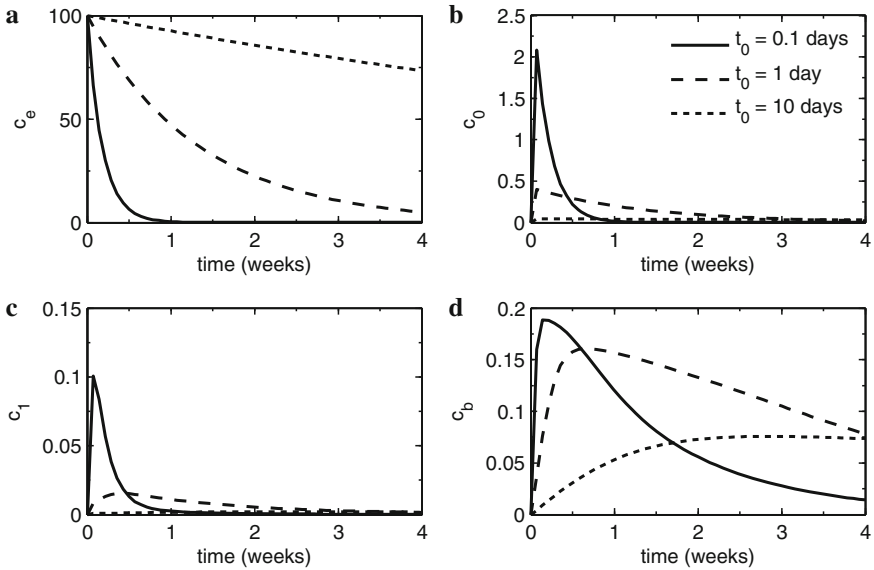 a
100
50
0
c_e
0 1 2 3 4
time (weeks)
b
2.5
2
1.5
1
0.5
0
c_0
t_0 = 0.1 days
t_0 = 1 day
t_0 = 10 days
0 1 2 3 4
time (weeks)
c
0.15
0.1
0.05
0
c_1
0 1 2 3 4
time (weeks)
d
0.2
0.15
0.1
0.05
0
c_b
0 1 2 3 4
time (weeks)